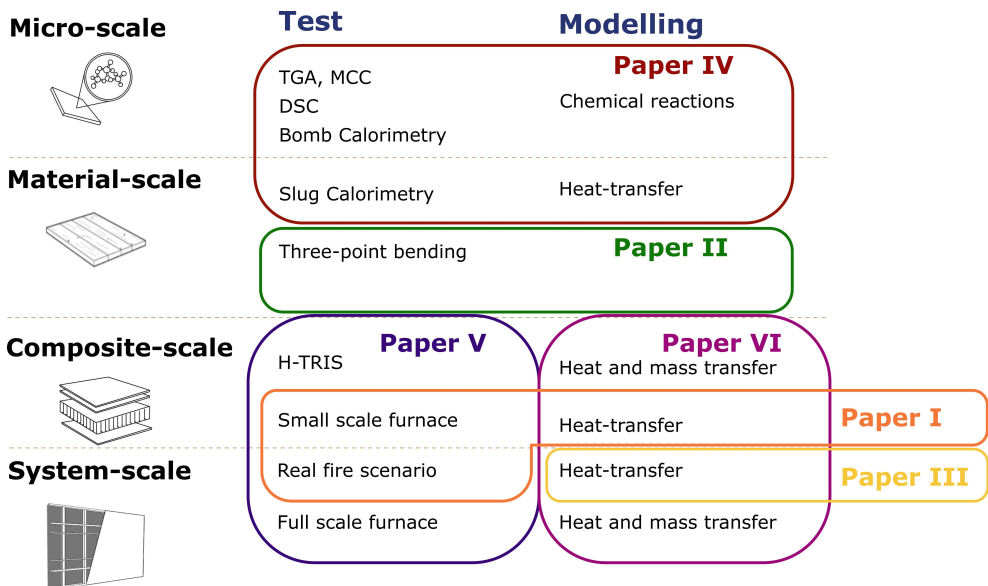 Test
Modelling
Micro-scale
Paper IV
TGA, MCC
Chemical reactions
DSC
Bomb Calorimetry
Material-scale
Slug Calorimetry
Heat-transfer
Three-point bending
Paper II
Composite-scale
Paper V
Paper VI
H-TRIS
Heat and mass transfer
Small scale furnace
Heat-transfer
Paper I
System-scale
Real fire scenario
Heat-transfer
Paper III
Full scale furnace
Heat and mass transfer